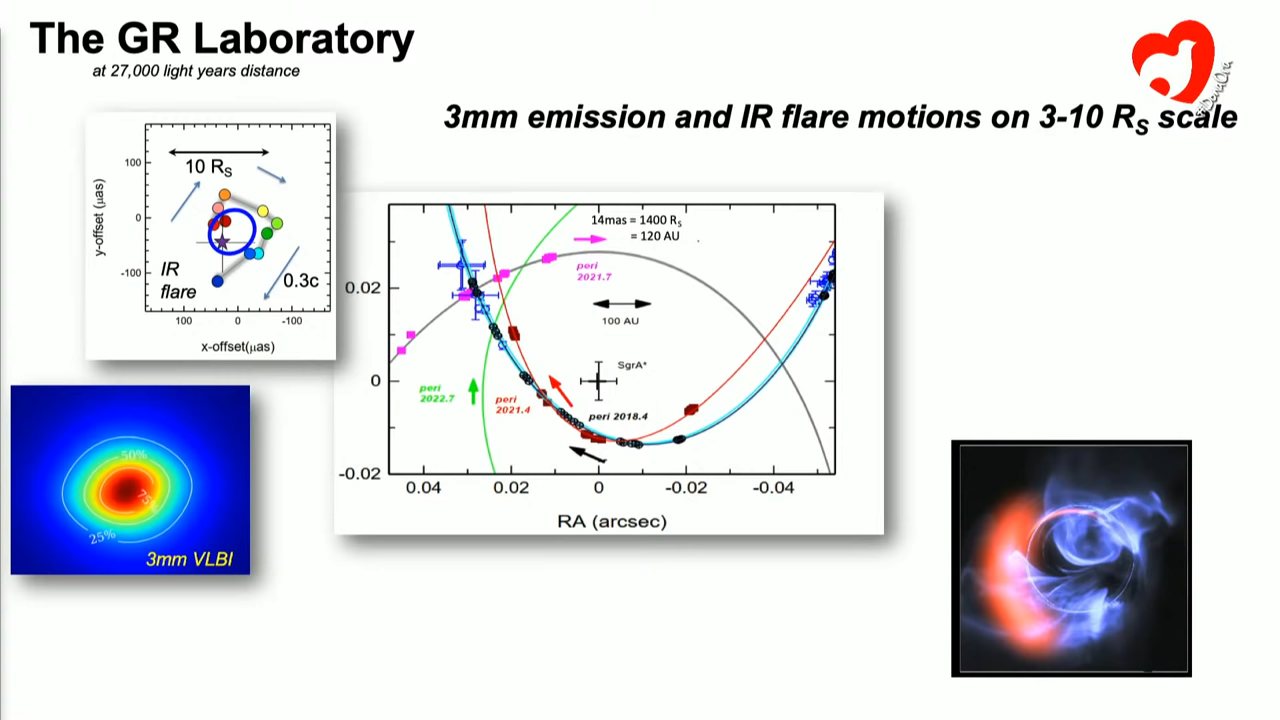 The GR Laboratory
at 27,000 light years distance
3mm emission and IR flare motions on 3-10 RS scale
10 RS
y-offset (μas)
100
0
-100
IR
flare
0.3c
100 0 -100
x-offset(μas)
14mas = 1400 RS
= 120 AU
peri
2021.7
0.02
100 AU
0
SgrA*
peri
2022.7
peri
2021.4
peri 2018.4
-0.02
0.04 0.02 0 -0.02 -0.04
RA (arcsec)
50%
75%
25%
3mm VLBI